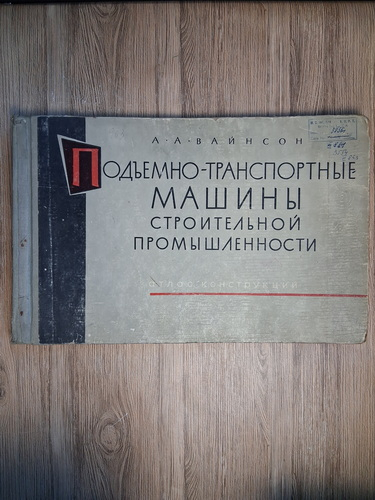 А·А·ВАЙНСОН
ПОДЪЕМНО-ТРАНСПОРТНЫЕ
МАШИНЫ
СТРОИТЕЛЬНОЙ
ПРОМЫШЛЕННОСТИ
АТЛАС КОНСТРУКЦИЙ